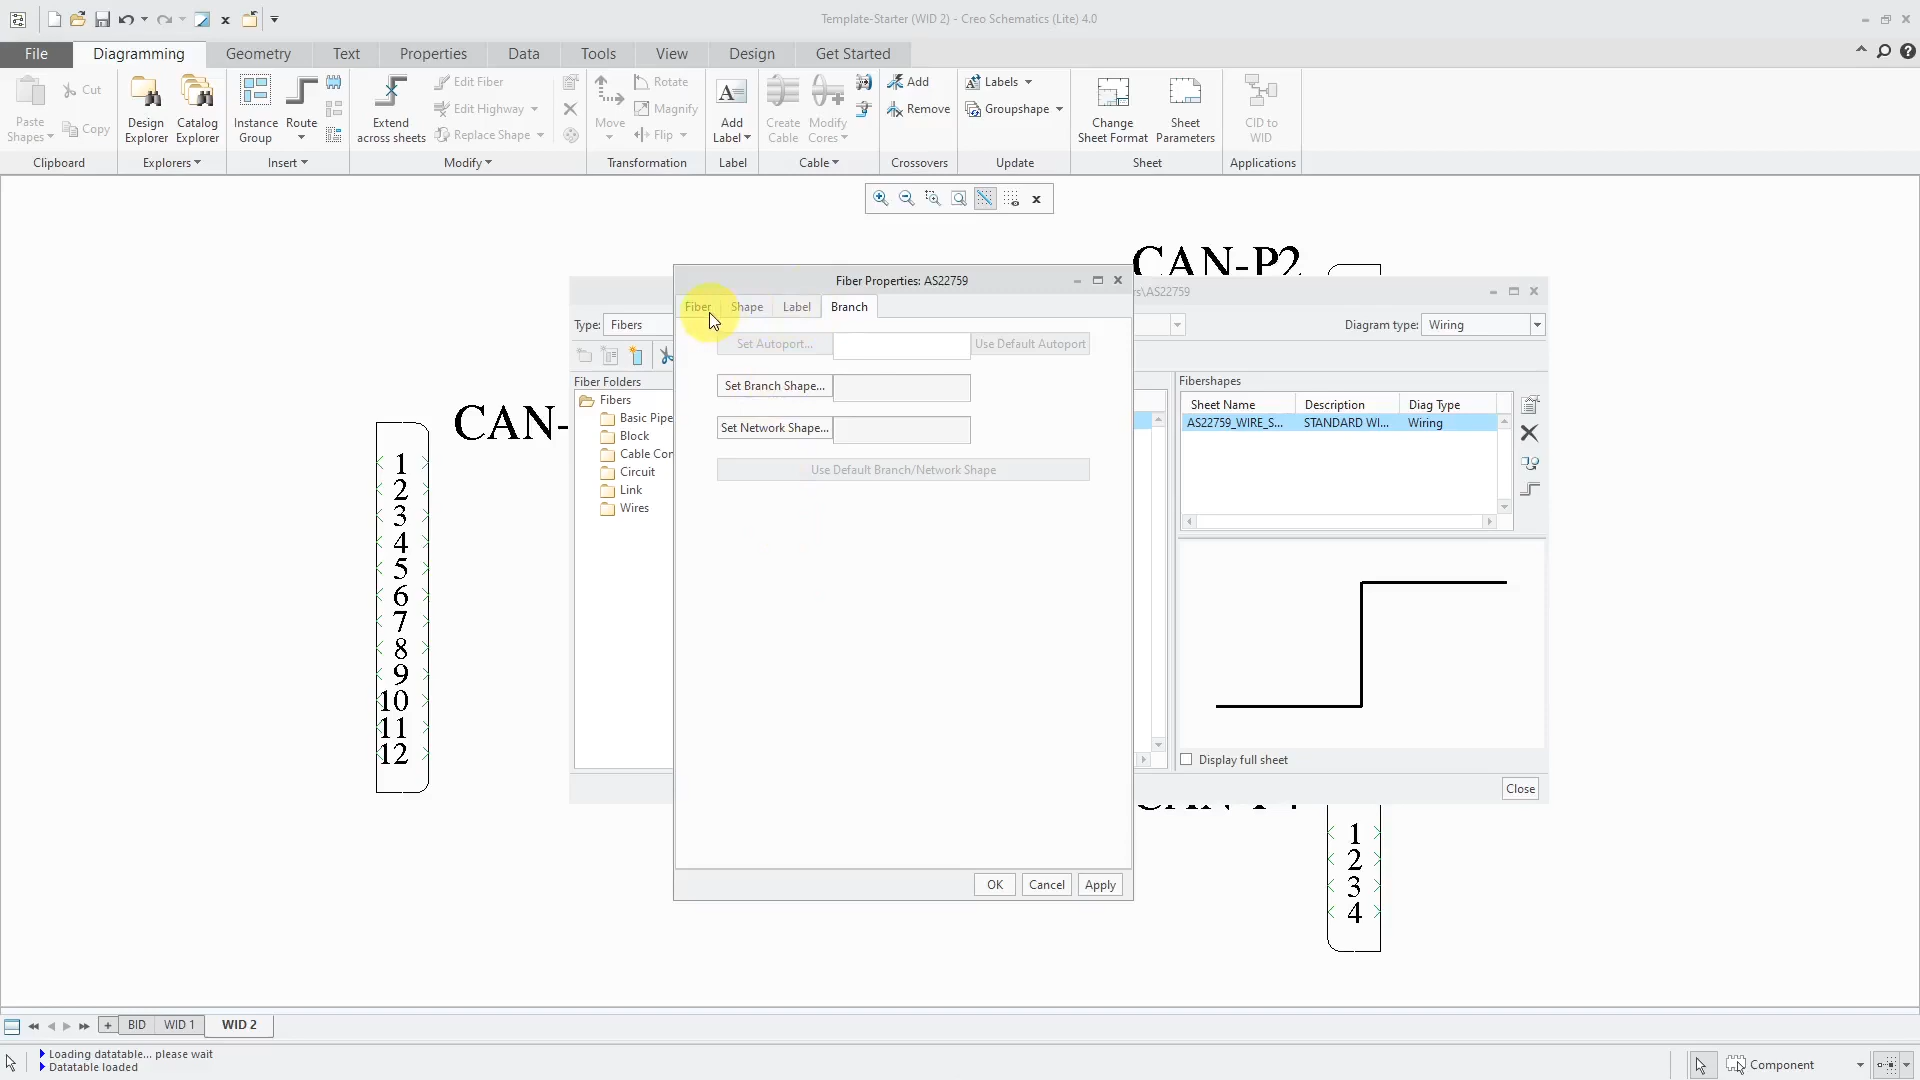 Template-Starter (WID 2) - Creo Schematics (Lite) 4.0
File Diagramming Geometry Text Properties Data Tools View Design Get Started
Paste Shapes
Cut
Copy
Clipboard
Design Explorer
Catalog Explorer
Explorers
Instance Group
Route
Insert
Extend across sheets
Edit Fiber
Edit Highway
Replace Shape
Modify
Move
Rotate
Magnify
Flip
Transformation
Add Label
Label
Create Cable
Modify Cores
Cable
Add
Remove
Crossovers
Labels
Groupshape
Update
Change Sheet Format
Sheet Parameters
Sheet
CID to WID
Applications
CAN-P2
CAN-
1
2
3
4
5
6
7
8
9
10
11
12
Fiber Properties: AS22759
Fiber Shape Label Branch
Set Autoport... Use Default Autoport
Set Branch Shape...
Set Network Shape...
Use Default Branch/Network Shape
OK Cancel Apply
Type: Fibers
Fiber Folders
Fibers
Basic Pipe
Block
Cable Cor
Circuit
Link
Wires
\AS22759
Diagram type: Wiring
Fibershapes
Sheet Name Description Diag Type
AS22759_WIRE_S... STANDARD WI... Wiring
Display full sheet
Close
1
2
3
4
BID WID 1 WID 2
Loading datatable... please wait
Datatable loaded
Component